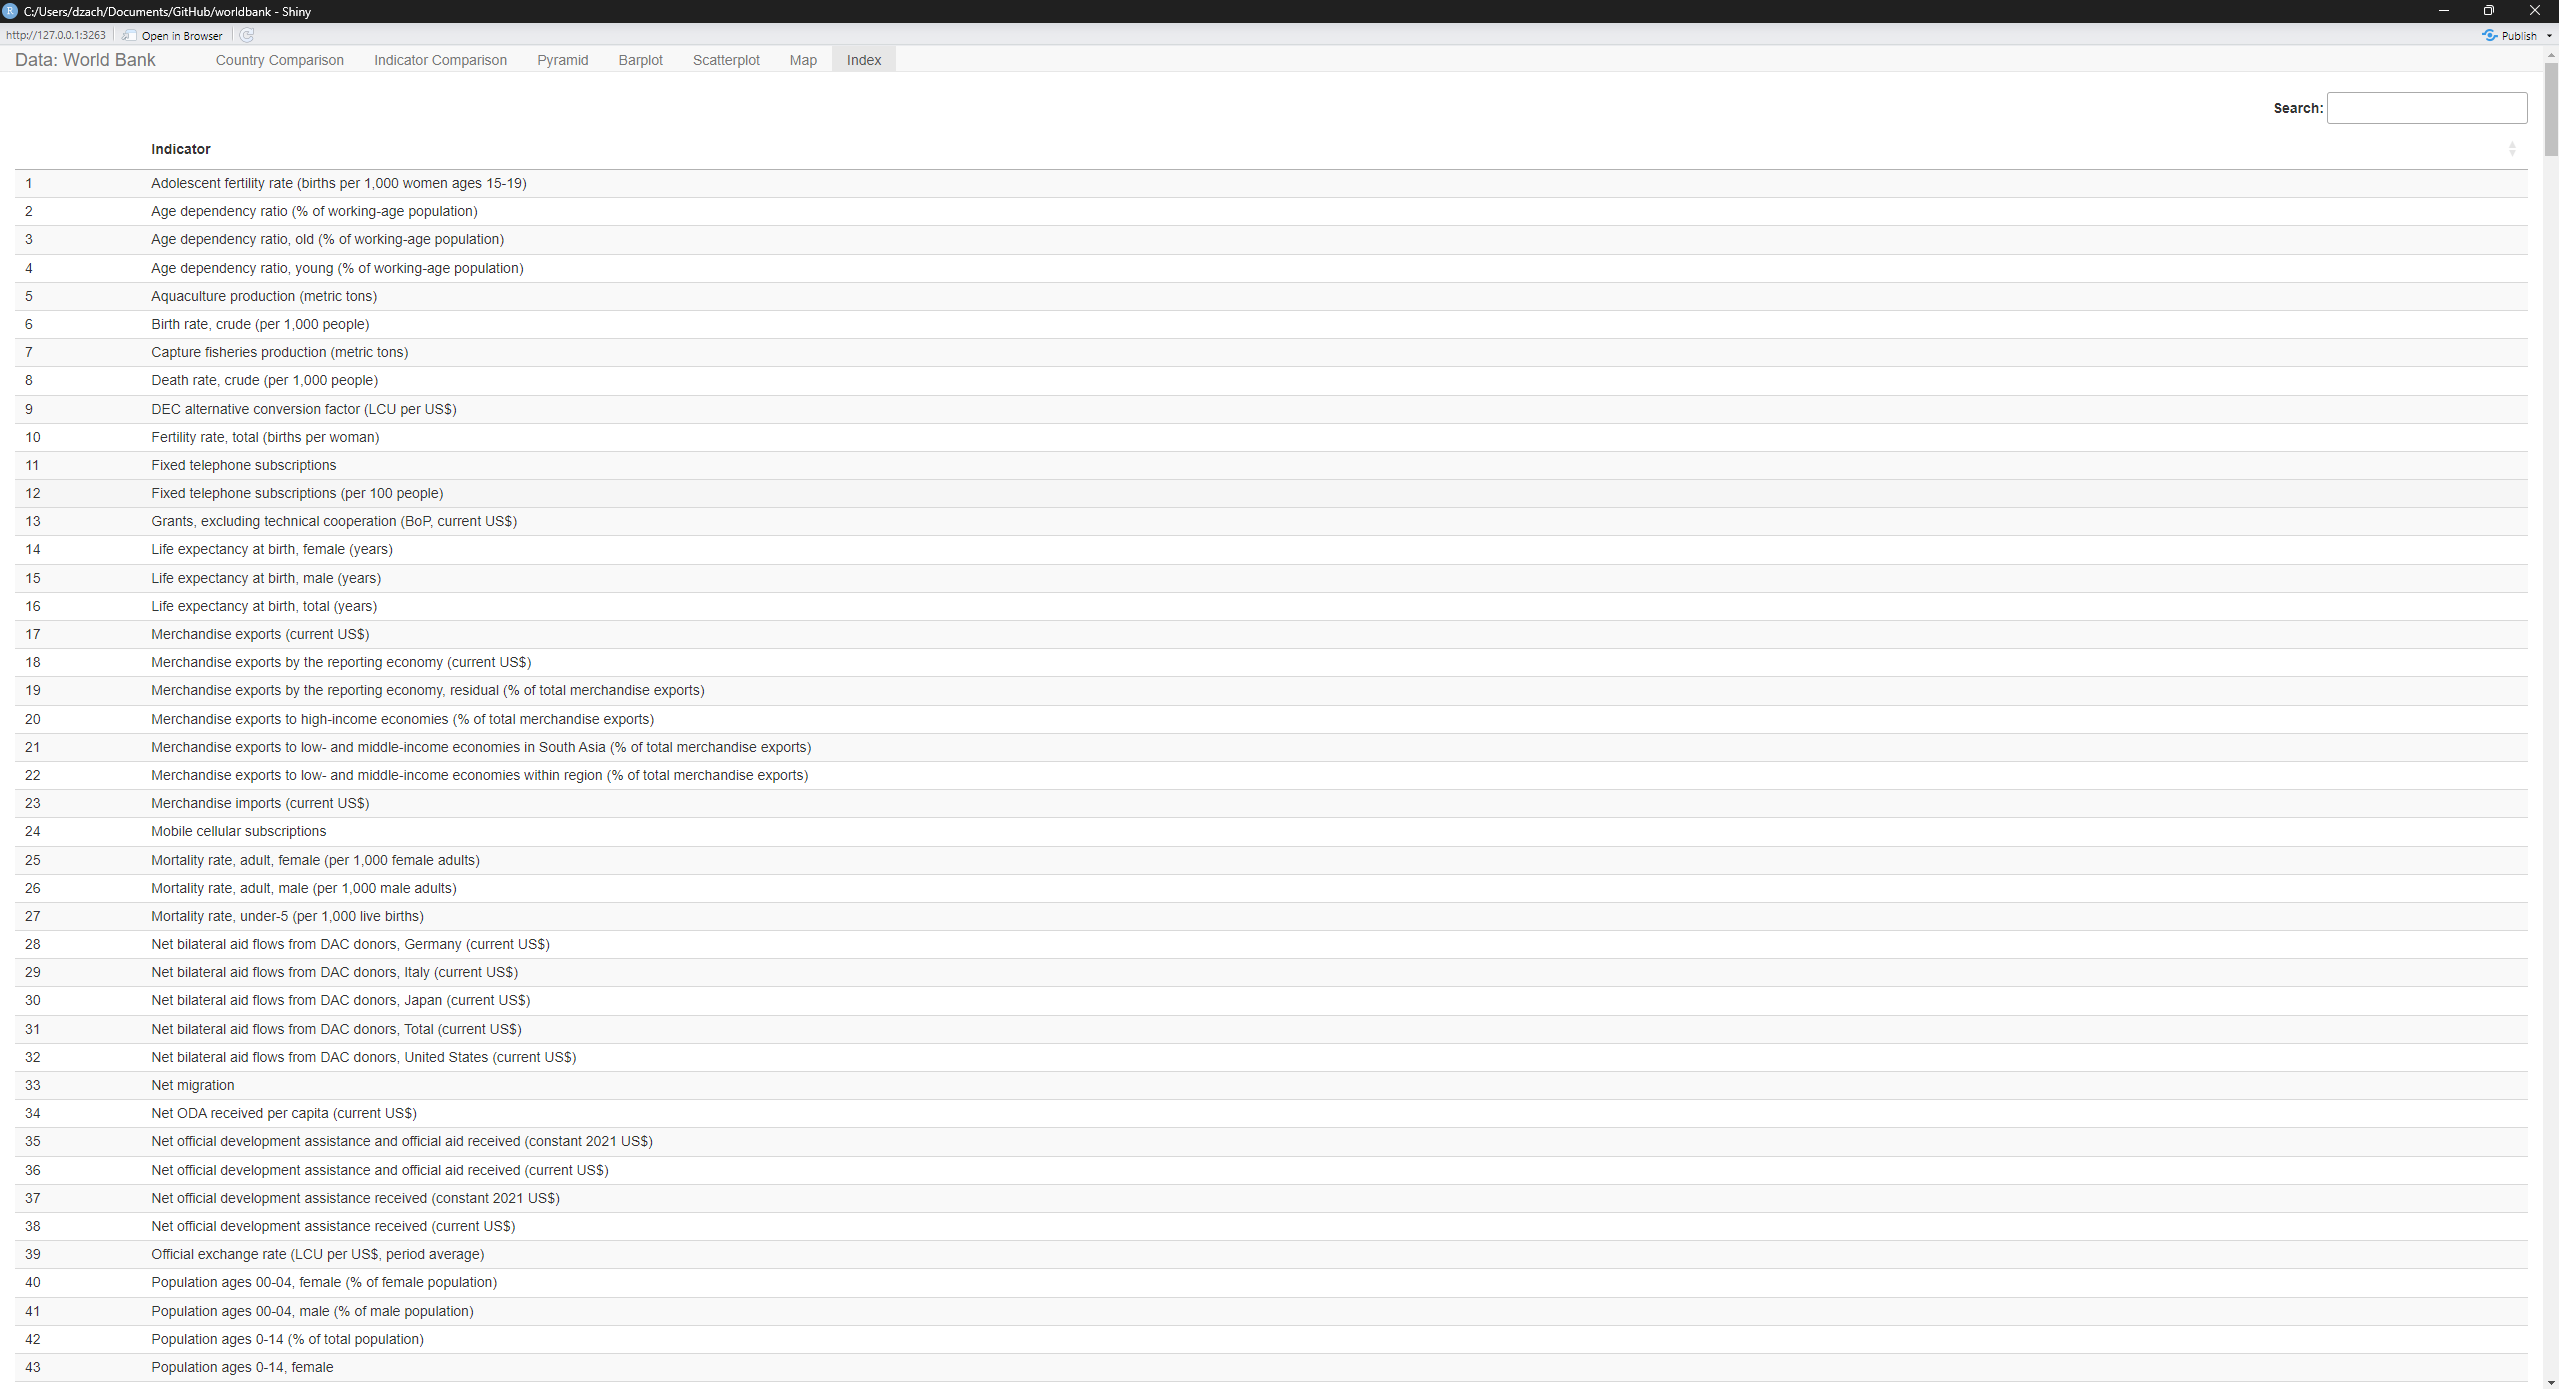 C:/Users/dzach/Documents/GitHub/worldbank - Shiny
http://127.0.0.1:3263 Open in Browser Publish
Data: World Bank Country Comparison Indicator Comparison Pyramid Barplot Scatterplot Map Index
Search:
Indicator
1 Adolescent fertility rate (births per 1,000 women ages 15-19)
2 Age dependency ratio (% of working-age population)
3 Age dependency ratio, old (% of working-age population)
4 Age dependency ratio, young (% of working-age population)
5 Aquaculture production (metric tons)
6 Birth rate, crude (per 1,000 people)
7 Capture fisheries production (metric tons)
8 Death rate, crude (per 1,000 people)
9 DEC alternative conversion factor (LCU per US$)
10 Fertility rate, total (births per woman)
11 Fixed telephone subscriptions
12 Fixed telephone subscriptions (per 100 people)
13 Grants, excluding technical cooperation (BoP, current US$)
14 Life expectancy at birth, female (years)
15 Life expectancy at birth, male (years)
16 Life expectancy at birth, total (years)
17 Merchandise exports (current US$)
18 Merchandise exports by the reporting economy (current US$)
19 Merchandise exports by the reporting economy, residual (% of total merchandise exports)
20 Merchandise exports to high-income economies (% of total merchandise exports)
21 Merchandise exports to low- and middle-income economies in South Asia (% of total merchandise exports)
22 Merchandise exports to low- and middle-income economies within region (% of total merchandise exports)
23 Merchandise imports (current US$)
24 Mobile cellular subscriptions
25 Mortality rate, adult, female (per 1,000 female adults)
26 Mortality rate, adult, male (per 1,000 male adults)
27 Mortality rate, under-5 (per 1,000 live births)
28 Net bilateral aid flows from DAC donors, Germany (current US$)
29 Net bilateral aid flows from DAC donors, Italy (current US$)
30 Net bilateral aid flows from DAC donors, Japan (current US$)
31 Net bilateral aid flows from DAC donors, Total (current US$)
32 Net bilateral aid flows from DAC donors, United States (current US$)
33 Net migration
34 Net ODA received per capita (current US$)
35 Net official development assistance and official aid received (constant 2021 US$)
36 Net official development assistance and official aid received (current US$)
37 Net official development assistance received (constant 2021 US$)
38 Net official development assistance received (current US$)
39 Official exchange rate (LCU per US$, period average)
40 Population ages 00-04, female (% of female population)
41 Population ages 00-04, male (% of male population)
42 Population ages 0-14 (% of total population)
43 Population ages 0-14, female